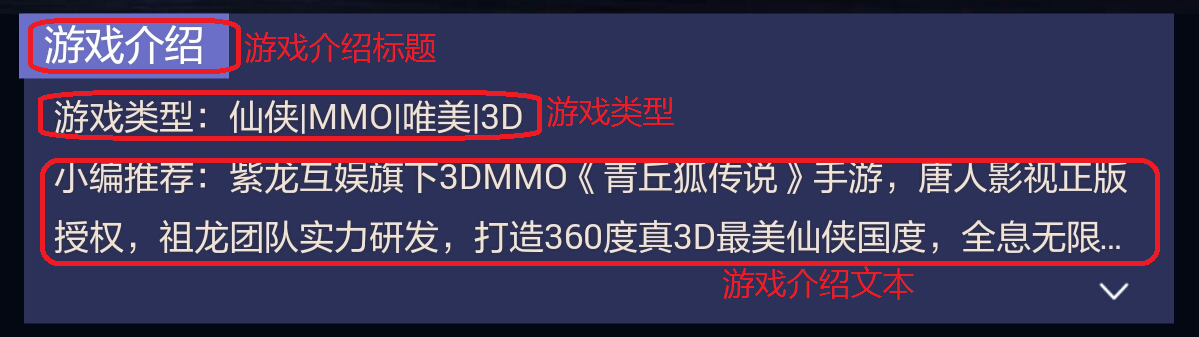 游戏介绍 游戏介绍标题
游戏类型：仙侠|MMO|唯美|3D 游戏类型
小编推荐：紫龙互娱旗下3DMMO《青丘狐传说》手游，唐人影视正版
授权，祖龙团队实力研发，打造360度真3D最美仙侠国度，全息无限...
游戏介绍文本